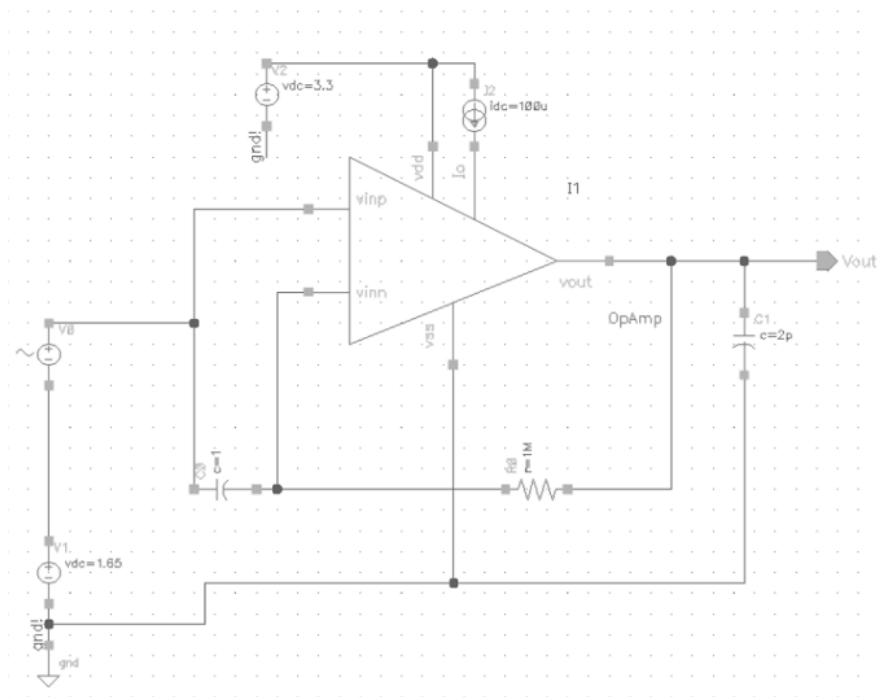 V2
vdc=3.3
gnd!
I2
idc=100u
vdd
Io
I1
vinp
vinn
vout
Vout
OpAmp
vss
C1
c=2p
V0
C0
c=1
R0
r=1M
V1
vdc=1.65
gnd!
gnd